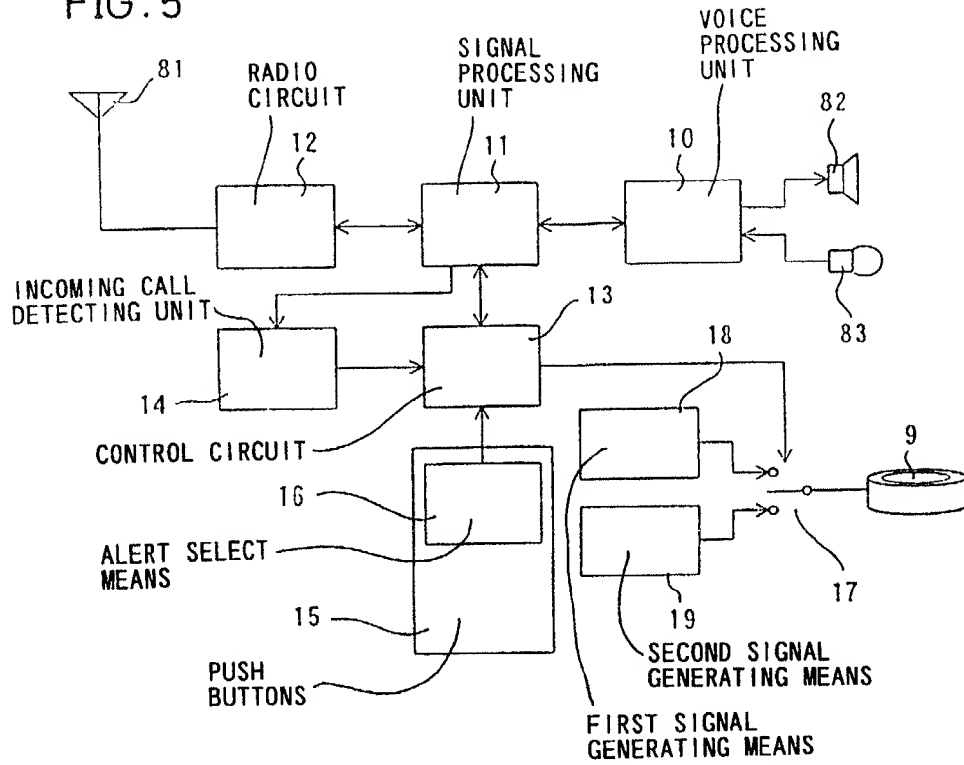 FIG.5
81
RADIO
CIRCUIT
12
SIGNAL
PROCESSING
UNIT
11
VOICE
PROCESSING
UNIT
10
82
83
INCOMING CALL
DETECTING UNIT
14
13
CONTROL CIRCUIT
16
ALERT SELECT
MEANS
15
PUSH
BUTTONS
18
9
17
19
SECOND SIGNAL
GENERATING MEANS
FIRST SIGNAL
GENERATING MEANS